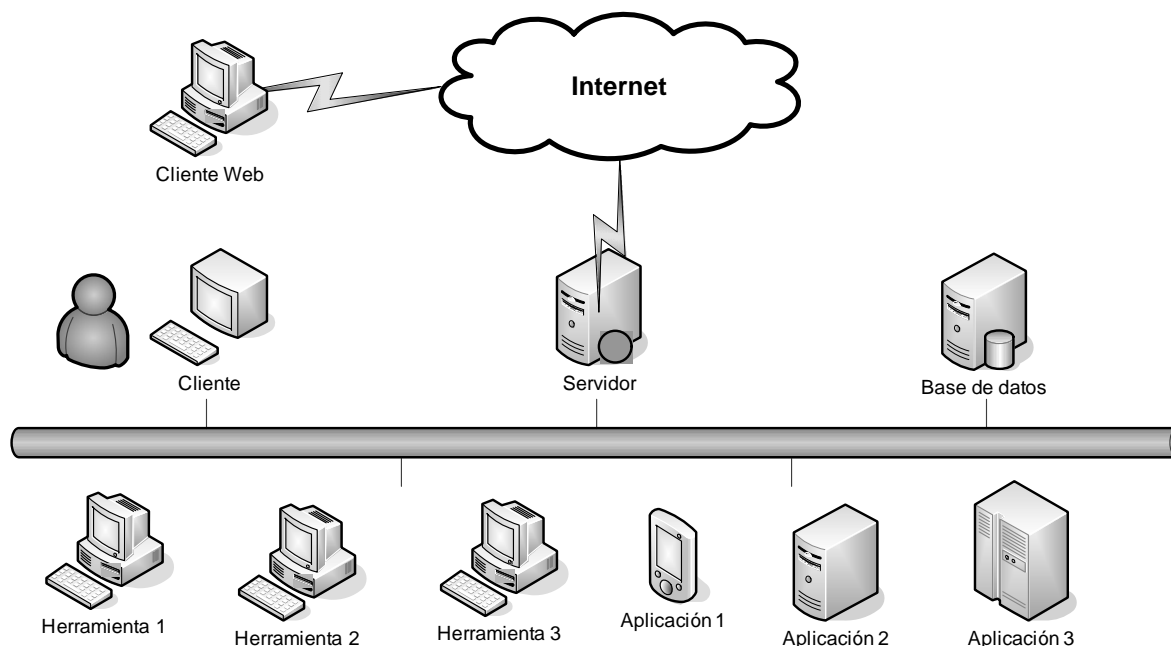 Internet
Cliente Web
Cliente
Servidor
Base de datos
Herramienta 1
Herramienta 2
Herramienta 3
Aplicación 1
Aplicación 2
Aplicación 3